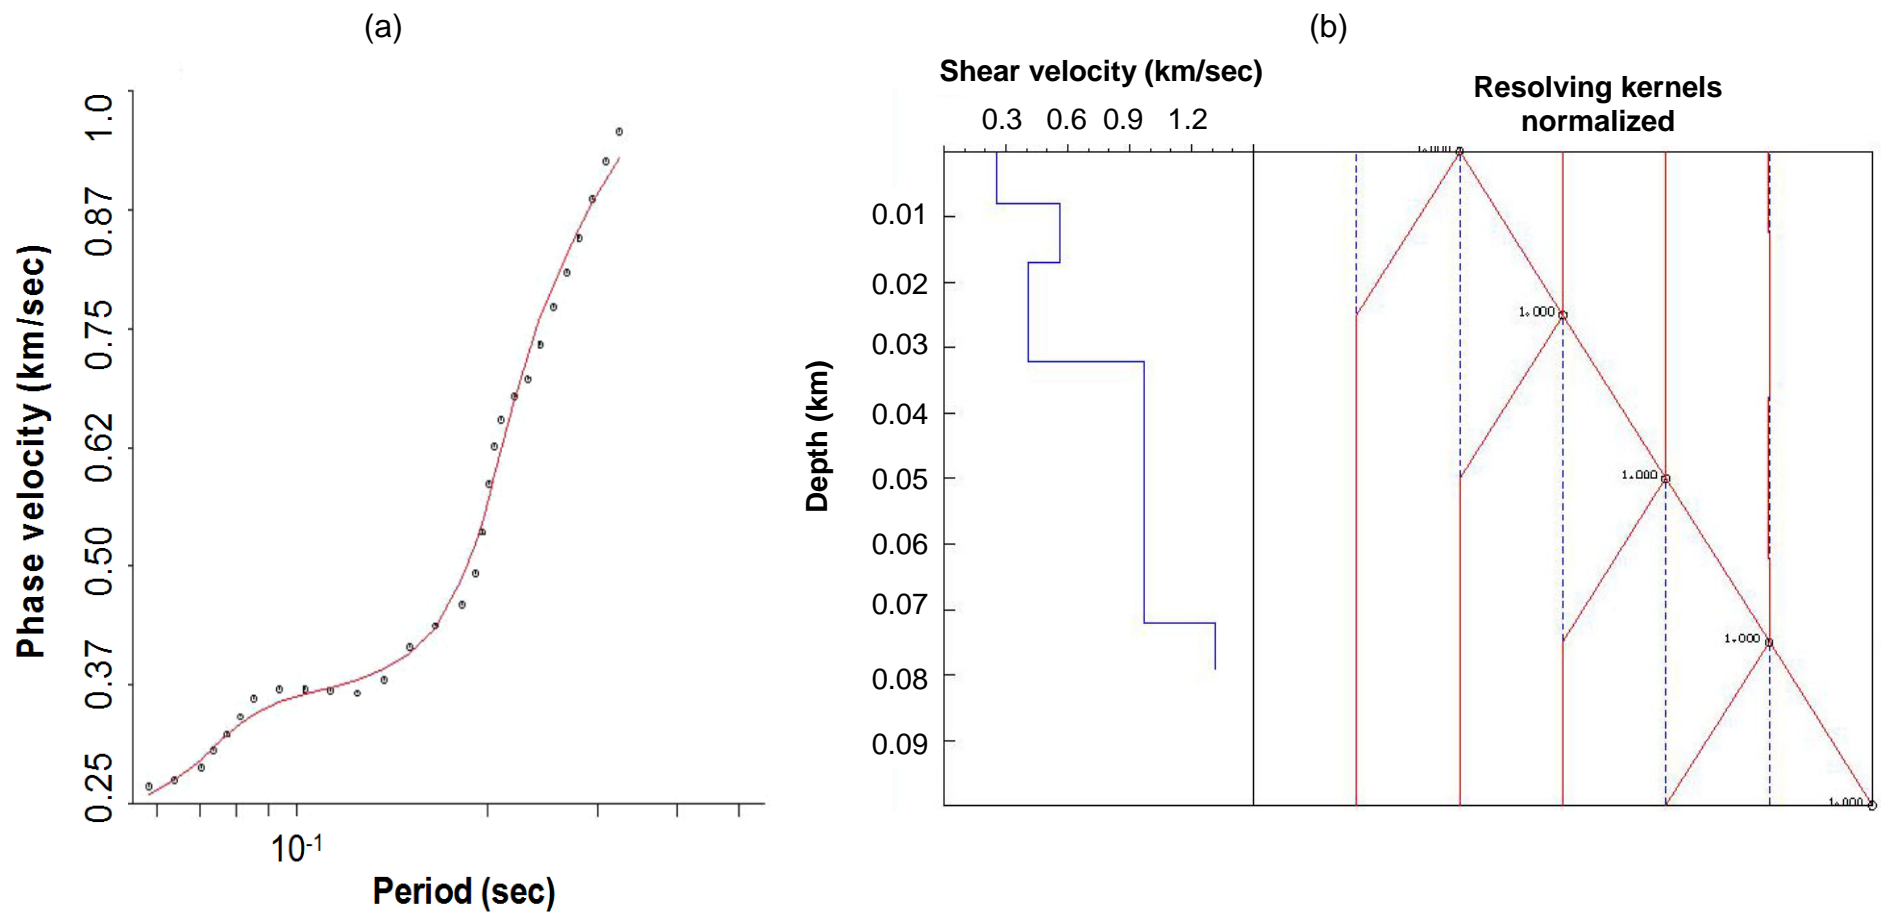 (a)
(b)
Phase velocity (km/sec)
1.0
0.87
0.75
0.62
0.50
0.37
0.25
10-1
Period (sec)
Shear velocity (km/sec)
0.3 0.6 0.9 1.2
Resolving kernels
normalized
Depth (km)
0.01
0.02
0.03
0.04
0.05
0.06
0.07
0.08
0.09
1.000
1.000
1.000
1.000